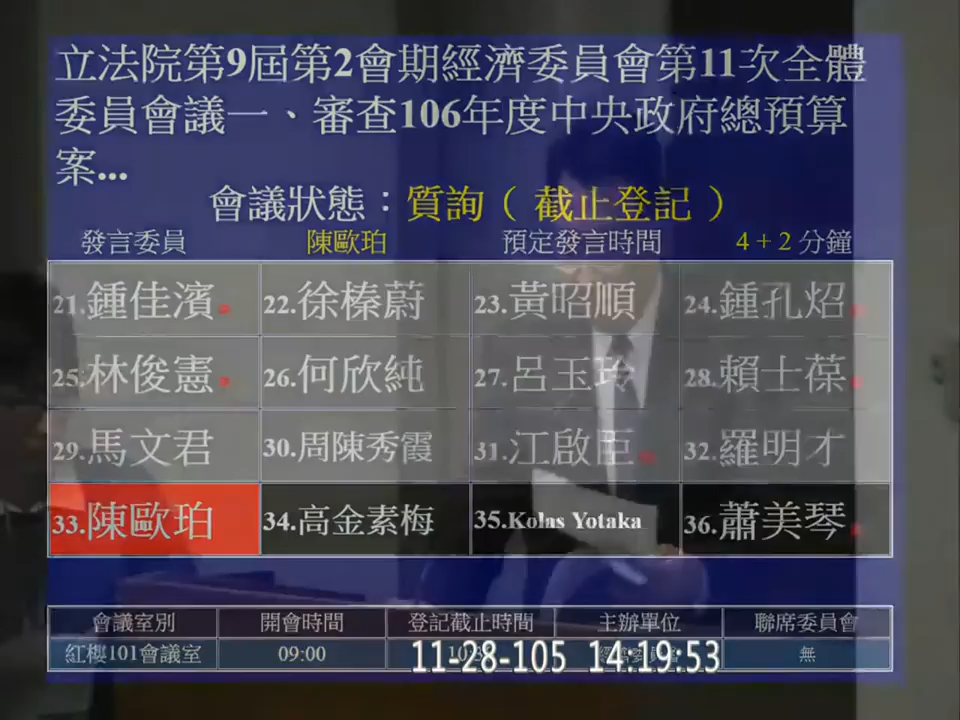 立法院第9屆第2會期經濟委員會第11次全體
委員會議一、審查106年度中央政府總預算
案...
會議狀態：質詢（截止登記）
發言委員 陳歐珀 預定發言時間 4+2 分鐘
21.鍾佳濱 22.徐榛蔚 23.黃昭順 24.鍾孔炤
25.林俊憲 26.何欣純 27.呂玉玲 28.賴士葆
29.馬文君 30.周陳秀霞 31.江啟臣 32.羅明才
33.陳歐珀 34.高金素梅 35.Kolas Yotaka 36.蕭美琴
會議室別 開會時間 登記截止時間 主辦單位 聯席委員會
紅樓101會議室 09:00 無
11-28-105 14:19:53